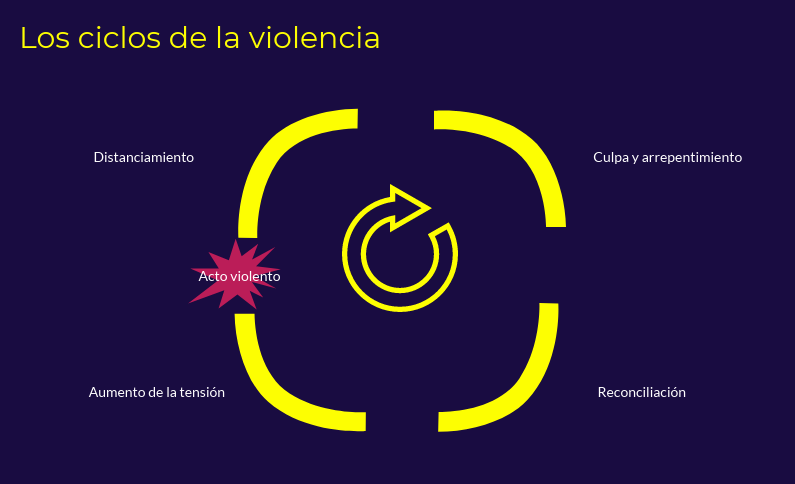 Los ciclos de la violencia
Distanciamiento
Culpa y arrepentimiento
Acto violento
Aumento de la tensión
Reconciliación